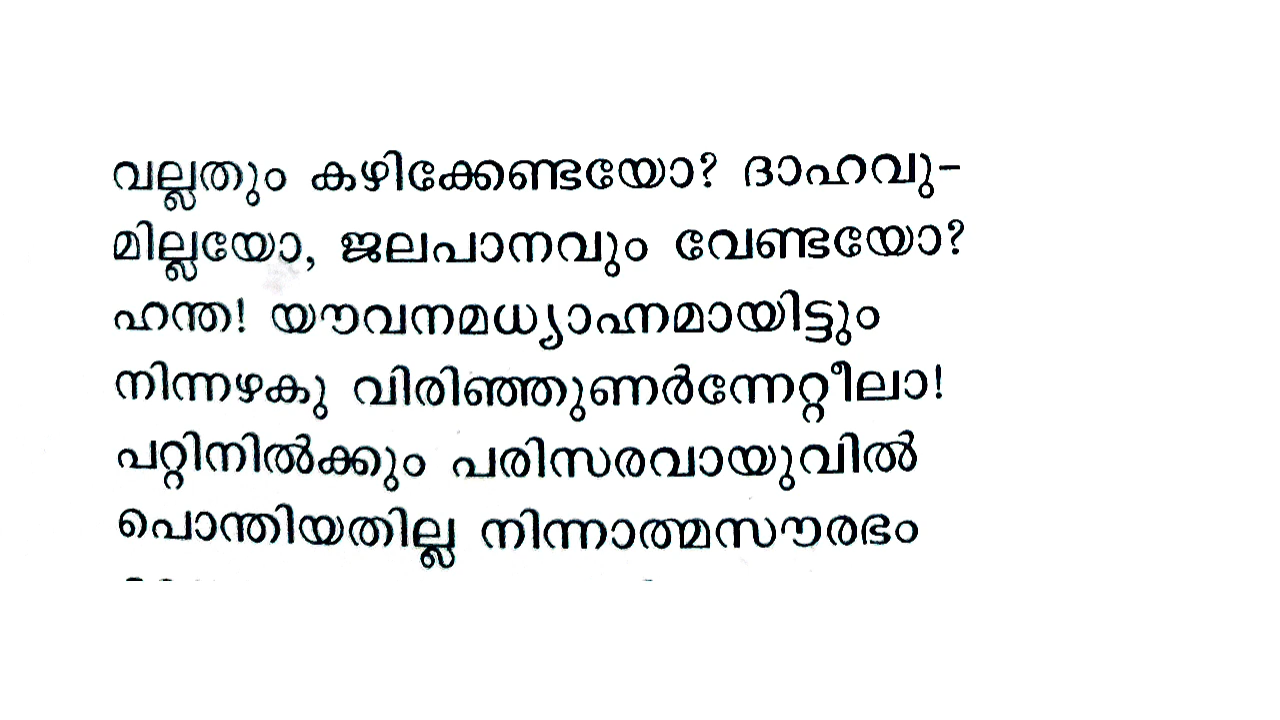 വല്ലതും കഴിക്കേണ്ടയോ? ദാഹവു-
മില്ലയോ, ജലപാനവും വേണ്ടയോ?
ഹന്ത! യൗവനമധ്യാഹ്നമായിട്ടും
നിന്നഴകു വിരിഞ്ഞുണർന്നേറ്റീലാ!
പറ്റിനിൽക്കും പരിസരവായുവിൽ
പൊന്തിയതില്ല നിന്നാത്മസൗരഭം